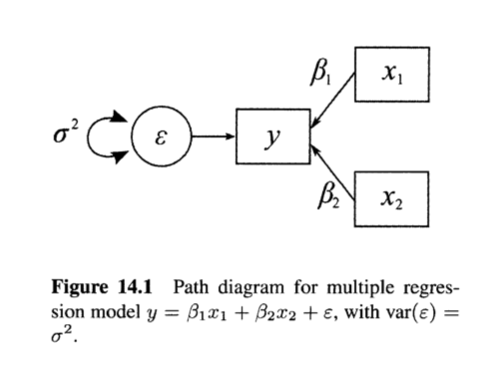 β₁
x₁
σ²
ε
y
β₂
x₂
Figure 14.1 Path diagram for multiple regres-
sion model y = β₁x₁ + β₂x₂ + ε, with var(ε) =
σ².